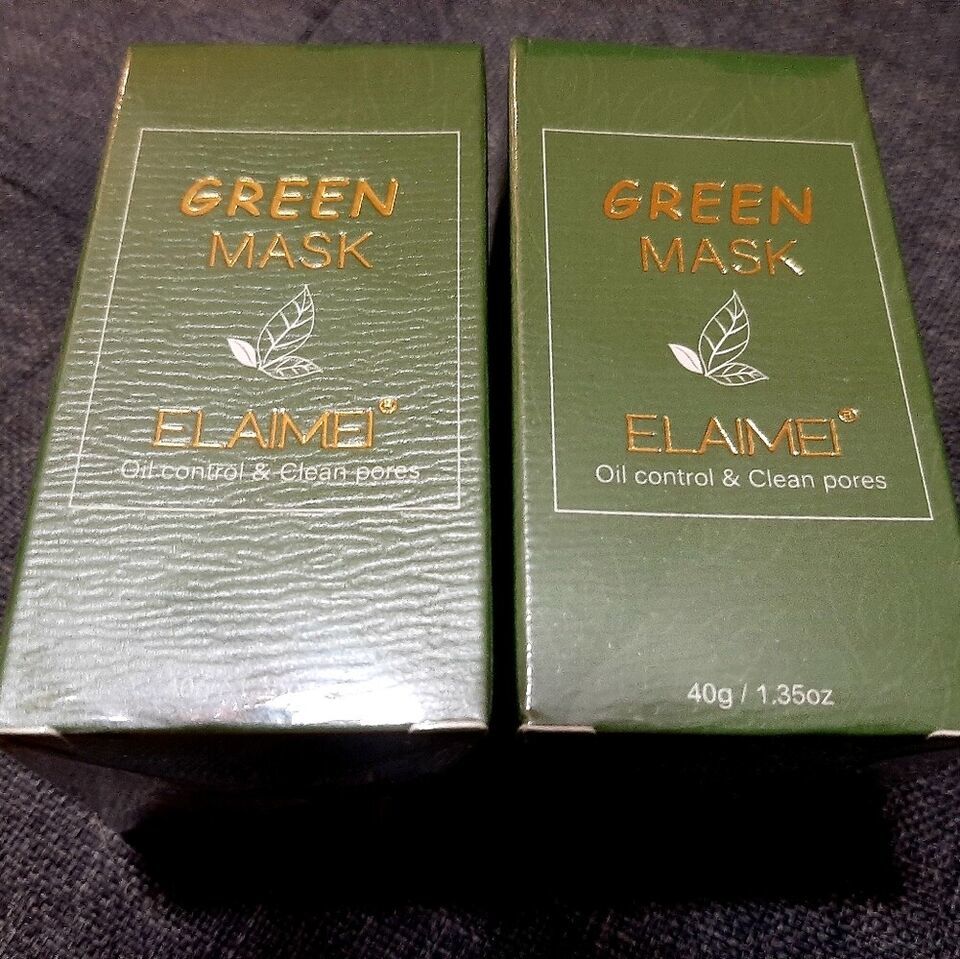 GREEN
MASK
ELAIMEI®
Oil control & Clean pores
GREEN
MASK
ELAIMEI®
Oil control & Clean pores
40g / 1.35oz